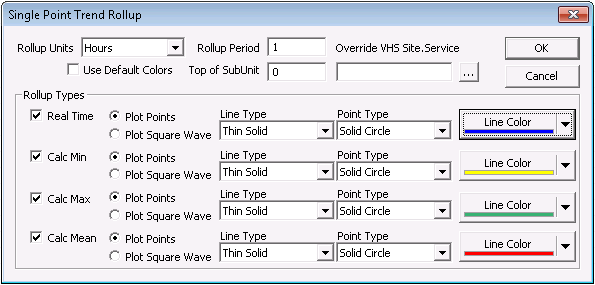 Single Point Trend Rollup
Rollup Units Hours Rollup Period 1 Override VHS Site.Service OK
Use Default Colors Top of SubUnit 0 ... Cancel
Rollup Types
Real Time Plot Points Line Type Point Type Line Color
Plot Square Wave Thin Solid Solid Circle
Calc Min Plot Points Line Type Point Type Line Color
Plot Square Wave Thin Solid Solid Circle
Calc Max Plot Points Line Type Point Type Line Color
Plot Square Wave Thin Solid Solid Circle
Calc Mean Plot Points Line Type Point Type Line Color
Plot Square Wave Thin Solid Solid Circle